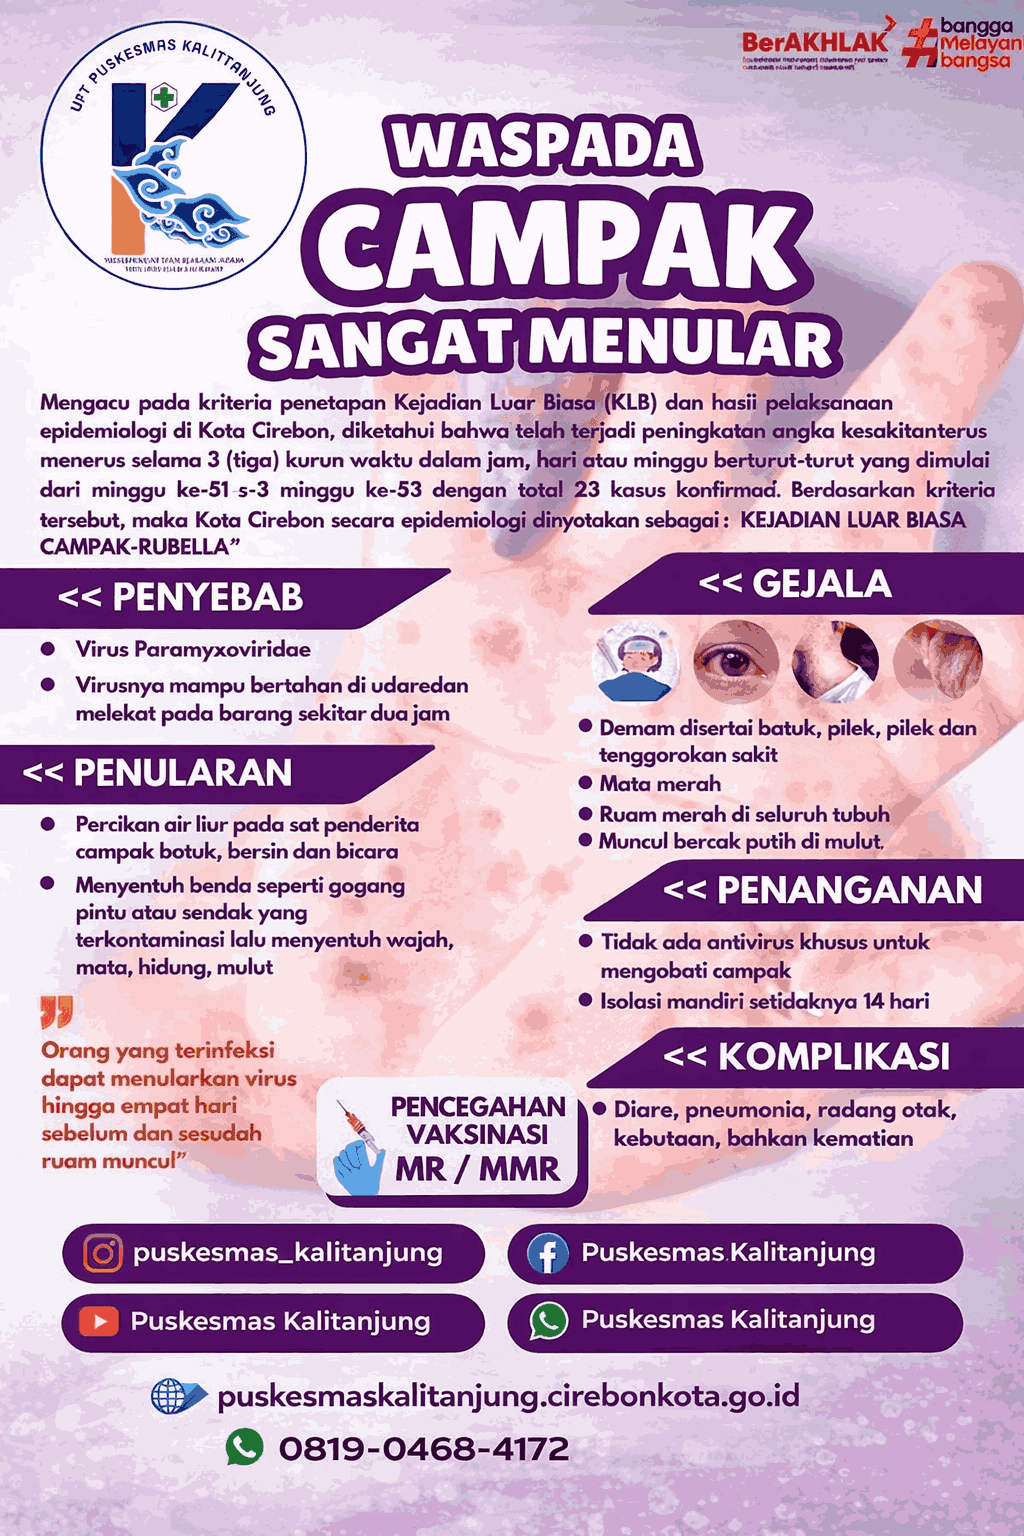 UPT PUSKESMAS KALITTANJUNG
BerAKHLAK
#
bangga
Melayani
bangsa
WASPADA
CAMPAK
SANGAT MENULAR
Mengacu pada kriteria penetapan Kejadian Luar Biasa (KLB) dan hasii pelaksanaan
epidemiologi di Kota Cirebon, diketahui bahwa telah terjadi peningkatan angka kesakitanterus
menerus selama 3 (tiga) kurun waktu dalam jam, hari atau minggu berturut-turut yang dimulai
dari minggu ke-51 s-3 minggu ke-53 dengan total 23 kasus konfirmad. Berdosarkan kriteria
tersebut, maka Kota Cirebon secara epidemiologi dinyotakan sebagai : KEJADIAN LUAR BIASA
CAMPAK-RUBELLA”
<< PENYEBAB
● Virus Paramyxoviridae
● Virusnya mampu bertahan di udaredan
melekat pada barang sekitar dua jam
<< PENULARAN
● Percikan air liur pada sat penderita
campak botuk, bersin dan bicara
● Menyentuh benda seperti gogang
pintu atau sendak yang
terkontaminasi lalu menyentuh wajah,
mata, hidung, mulut
”
Orang yang terinfeksi
dapat menularkan virus
hingga empat hari
sebelum dan sesudah
ruam muncul”
<< GEJALA
● Demam disertai batuk, pilek, pilek dan
tenggorokan sakit
● Mata merah
● Ruam merah di seluruh tubuh
● Muncul bercak putih di mulut.
<< PENANGANAN
● Tidak ada antivirus khusus untuk
mengobati campak
● Isolasi mandiri setidaknya 14 hari
<< KOMPLIKASI
● Diare, pneumonia, radang otak,
kebutaan, bahkan kematian
PENCEGAHAN
VAKSINASI
MR / MMR
puskesmas_kalitanjung
Puskesmas Kalitanjung
Puskesmas Kalitanjung
Puskesmas Kalitanjung
puskesmaskalitanjung.cirebonkota.go.id
0819-0468-4172